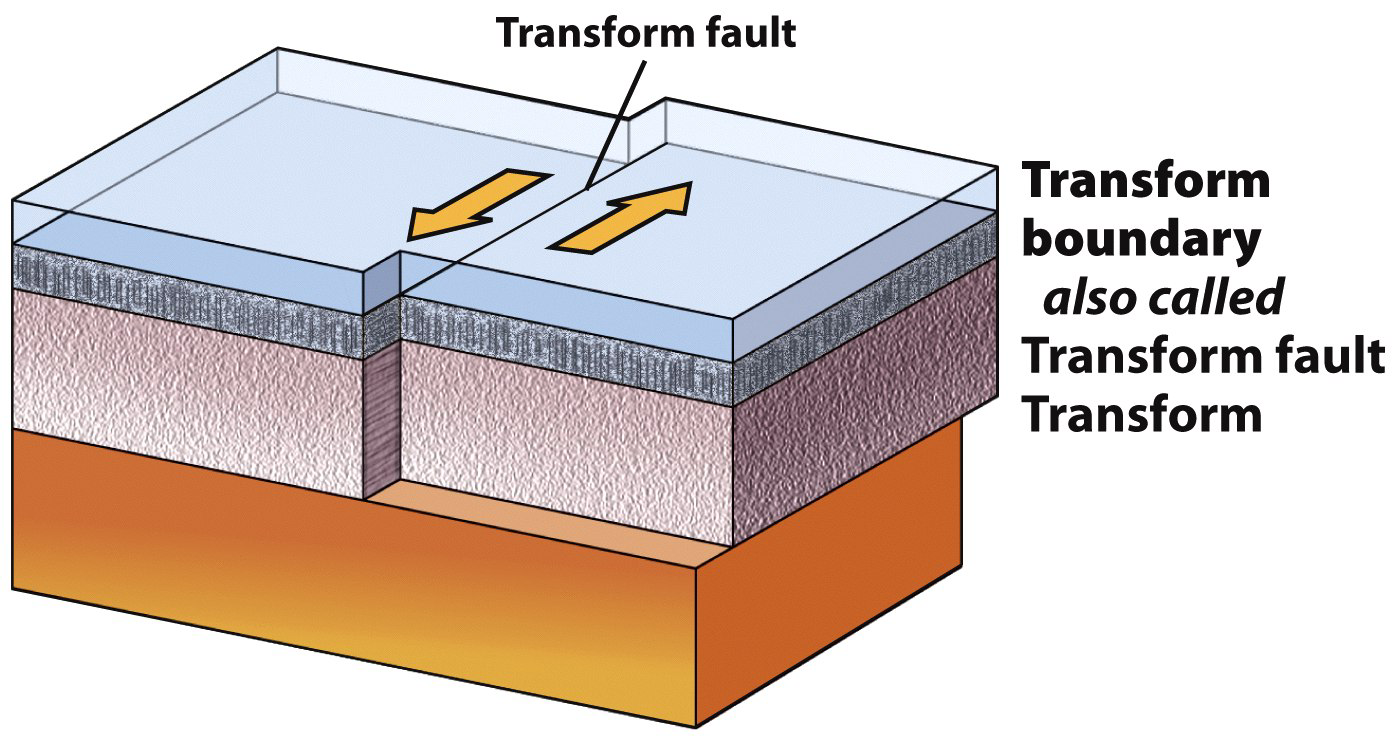 Transform fault
Transform
boundary
also called
Transform fault
Transform